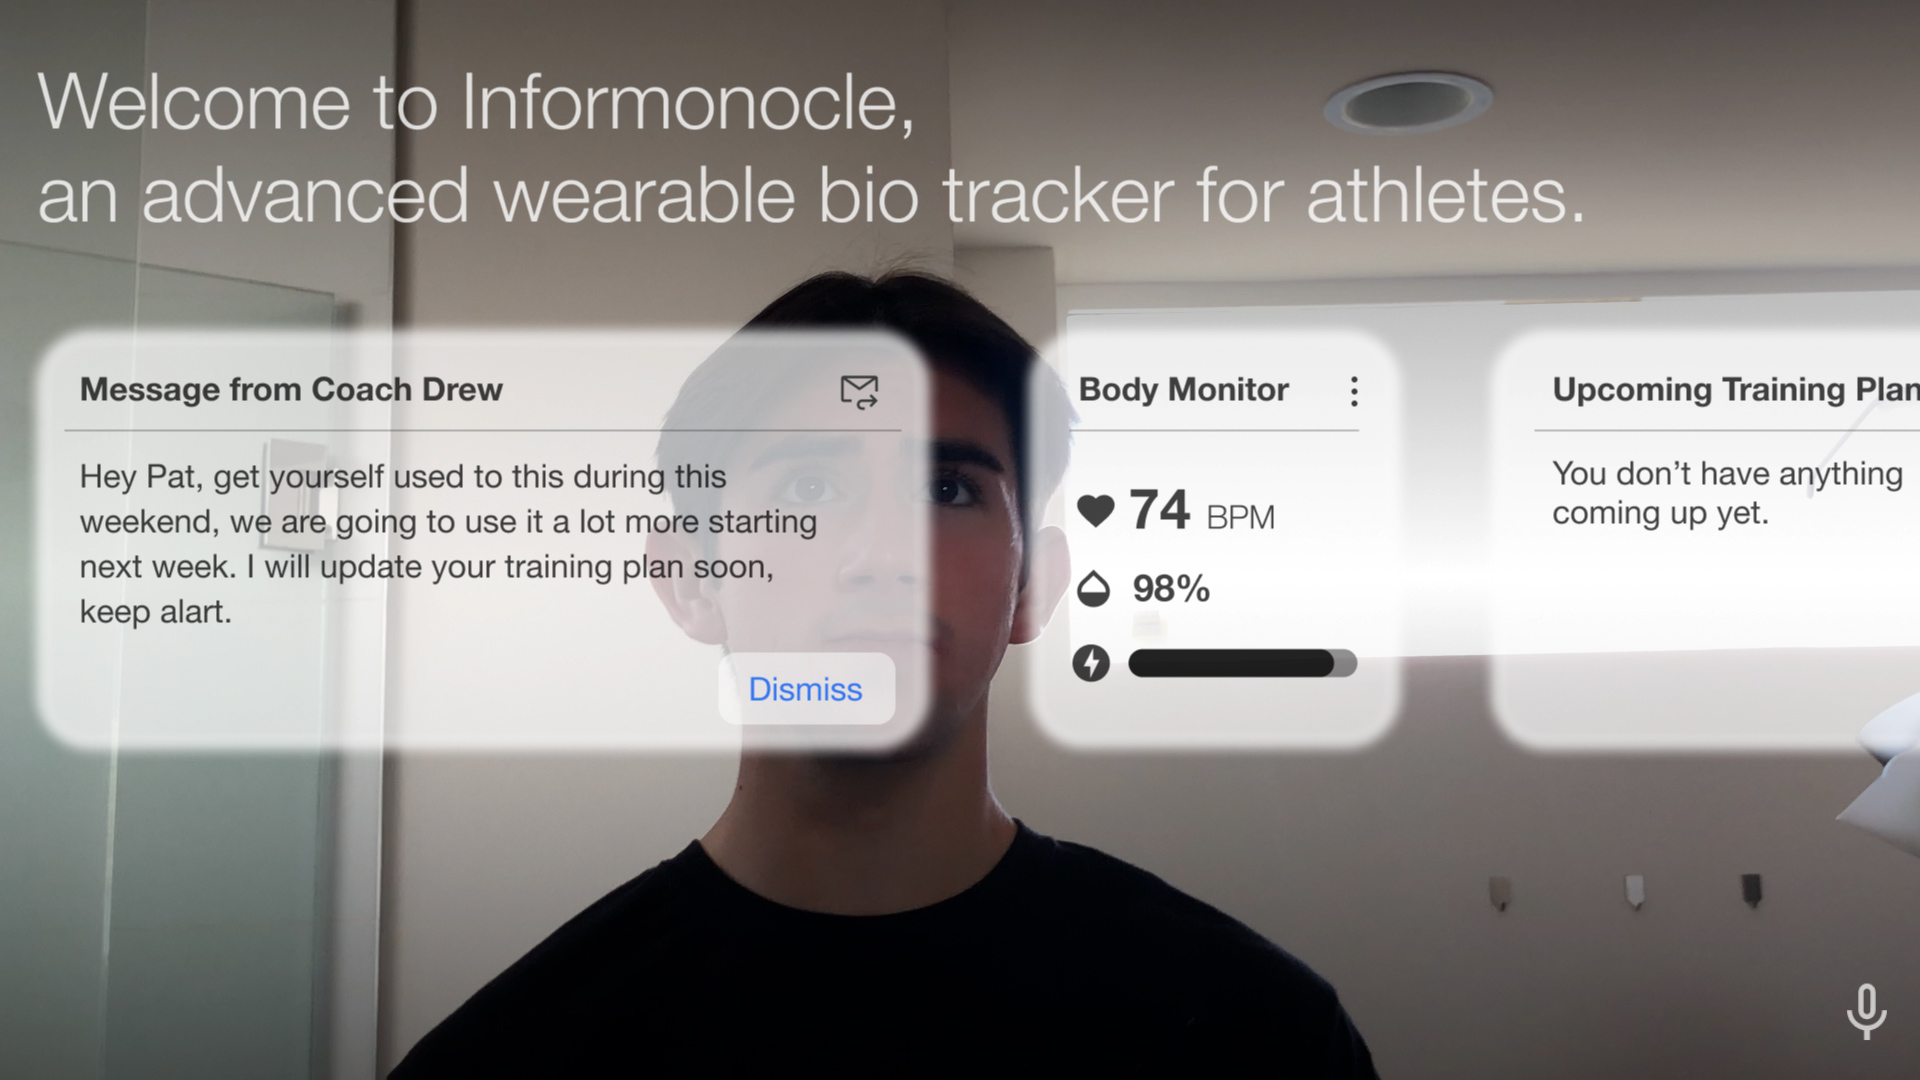 Welcome to Informonocle,
an advanced wearable bio tracker for athletes.
Message from Coach Drew
Hey Pat, get yourself used to this during this
weekend, we are going to use it a lot more starting
next week. I will update your training plan soon,
keep alart.
Dismiss
Body Monitor
74 BPM
98%
Upcoming Training Plan
You don’t have anything
coming up yet.